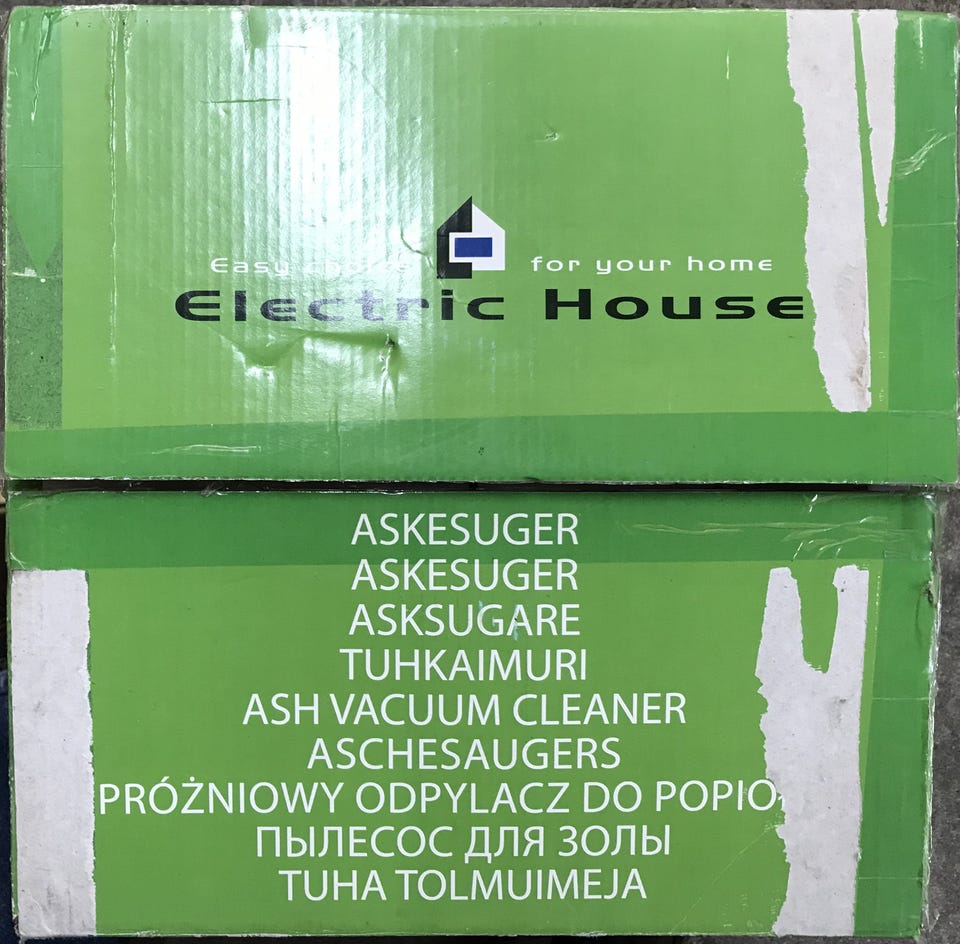 Easy choice for your home
Electric House
ASKESUGER
ASKESUGER
ASKSUGARE
TUHKAIMURI
ASH VACUUM CLEANER
ASCHESAUGERS
PRÓŻNIOWY ODPYLACZ DO
ПЫЛЕСОС ДЛЯ ЗОЛЫ
TUHA TOLMUIMEJA